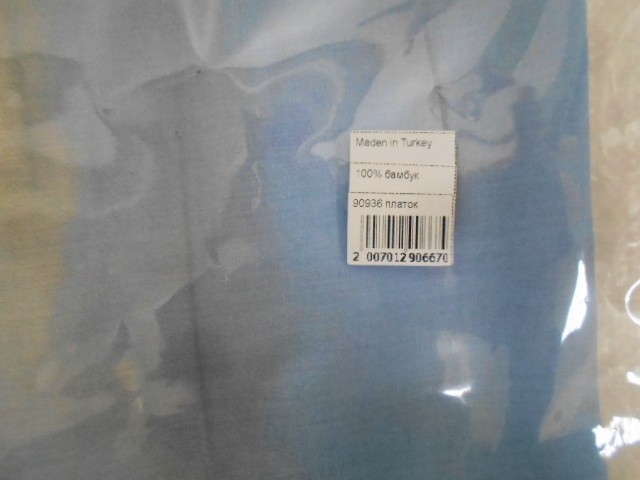 Maden in Turkey
100% бамбук
90936 платок
2 007012 906670